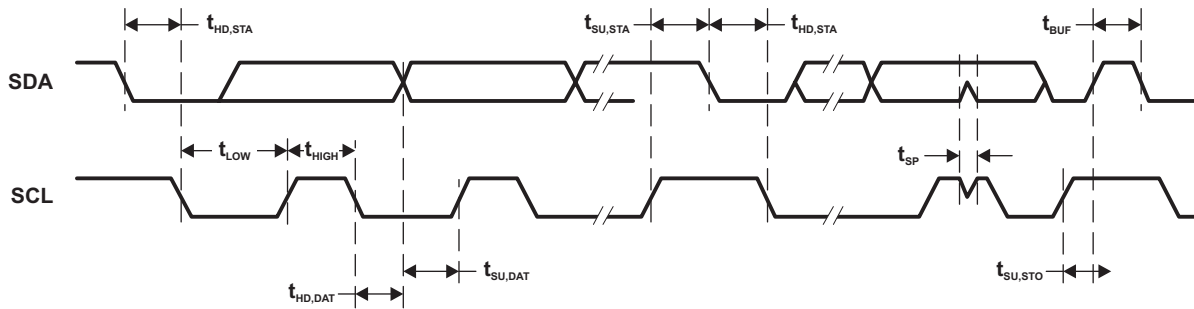 tHD,STA
tSU,STA
tHD,STA
tBUF
SDA
tLOW
tHIGH
tSP
SCL
tSU,DAT
tSU,STO
tHD,DAT